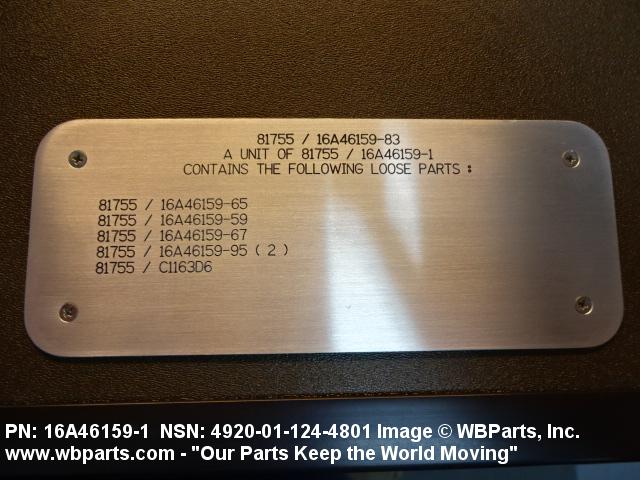 81755 / 16A46159-83
A UNIT OF 81755 / 16A46159-1
CONTAINS THE FOLLOWING LOOSE PARTS :
81755 / 16A46159-65
81755 / 16A46159-59
81755 / 16A46159-67
81755 / 16A46159-95 ( 2 )
81755 / C1163D6
PN: 16A46159-1 NSN: 4920-01-124-4801 Image © WBParts, Inc.
www.wbparts.com - "Our Parts Keep the World Moving"